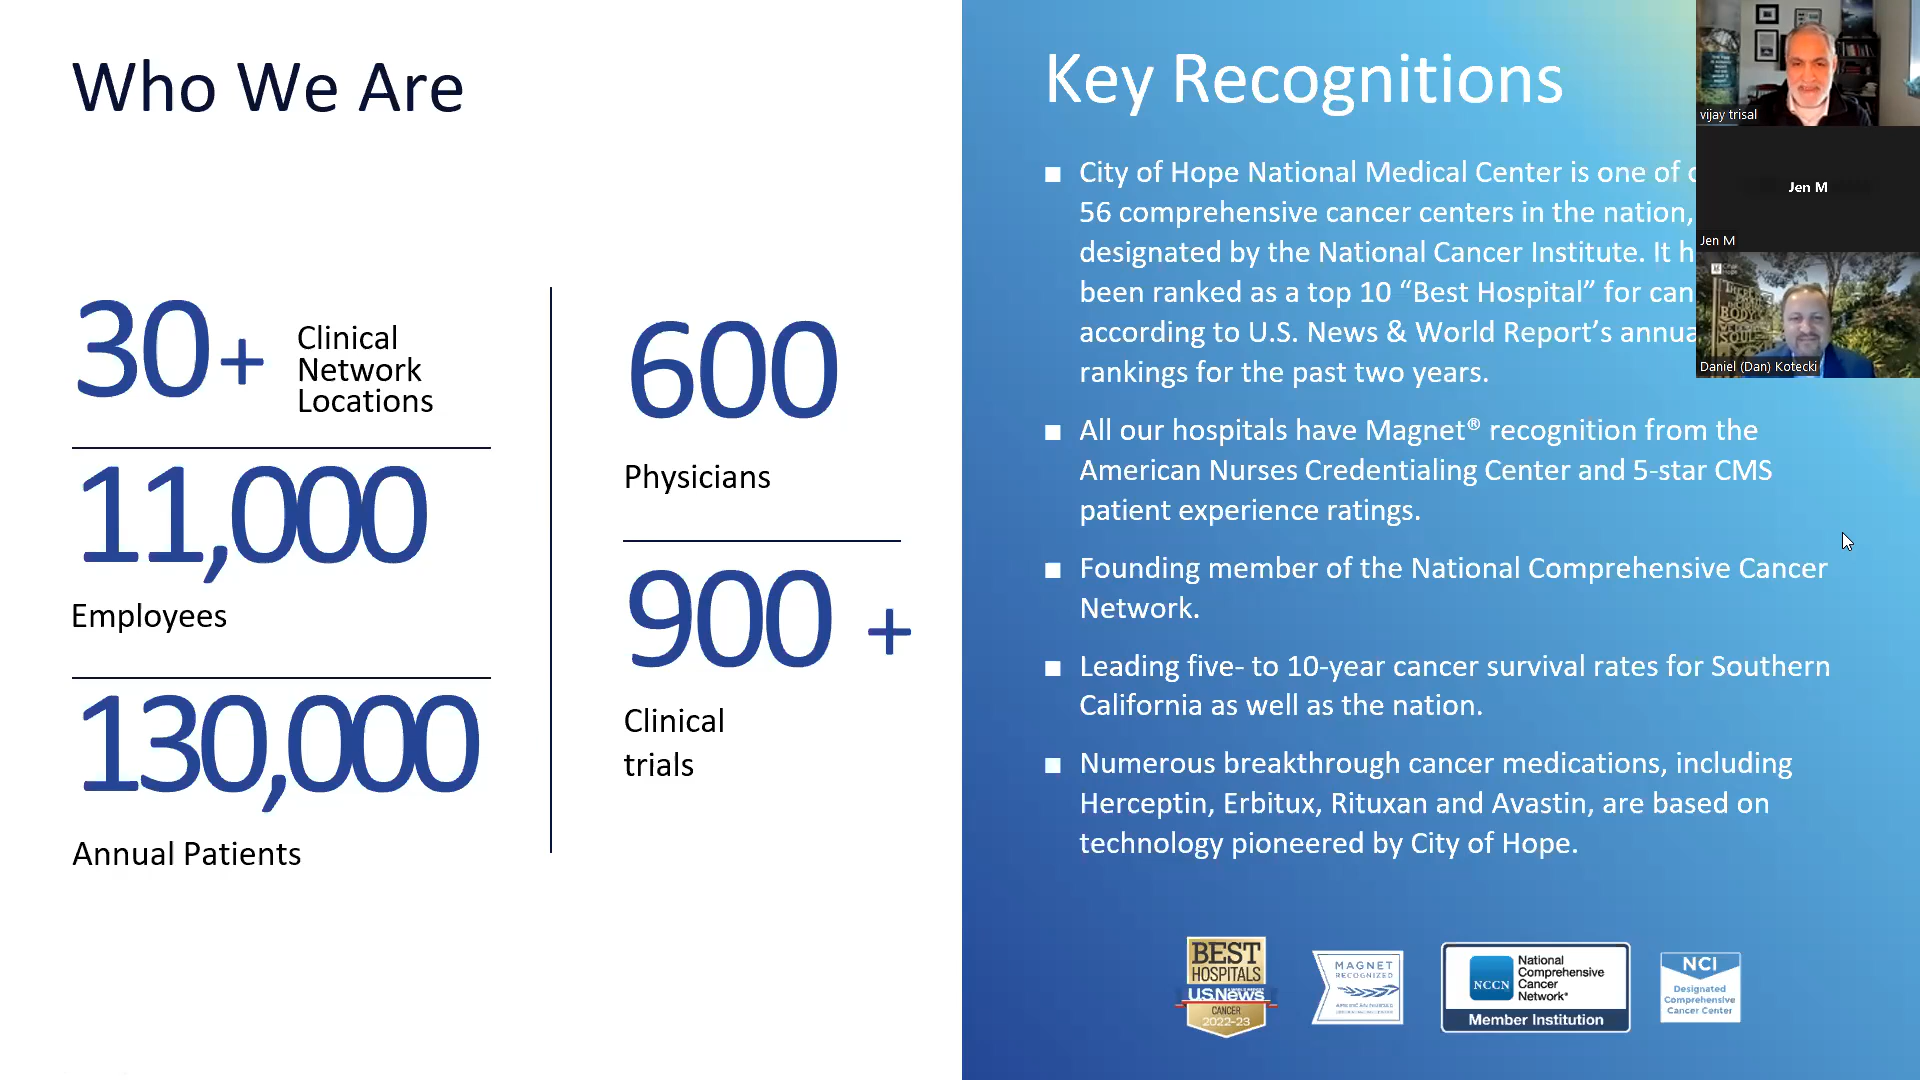 Who We Are
30+
Clinical
Network
Locations
11,000
Employees
130,000
Annual Patients
600
Physicians
900 +
Clinical
trials
Key Recognitions
■ City of Hope National Medical Center is one of
56 comprehensive cancer centers in the nation,
designated by the National Cancer Institute. It
been ranked as a top 10 “Best Hospital” for
according to U.S. News & World Report’s
rankings for the past two years.
■ All our hospitals have Magnet® recognition from the
American Nurses Credentialing Center and 5-star CMS
patient experience ratings.
■ Founding member of the National Comprehensive Cancer
Network.
■ Leading five- to 10-year cancer survival rates for Southern
California as well as the nation.
■ Numerous breakthrough cancer medications, including
Herceptin, Erbitux, Rituxan and Avastin, are based on
technology pioneered by City of Hope.
BEST
HOSPITALS
U.S.News
CANCER
2022-23
MAGNET
RECOGNIZED
NCCN
National
Comprehensive
Cancer
Network®
Member Institution
NCI
Designated
Comprehensive
Cancer Center
vijay trisal
Jen M
Jen M
Daniel (Dan) Kotecki